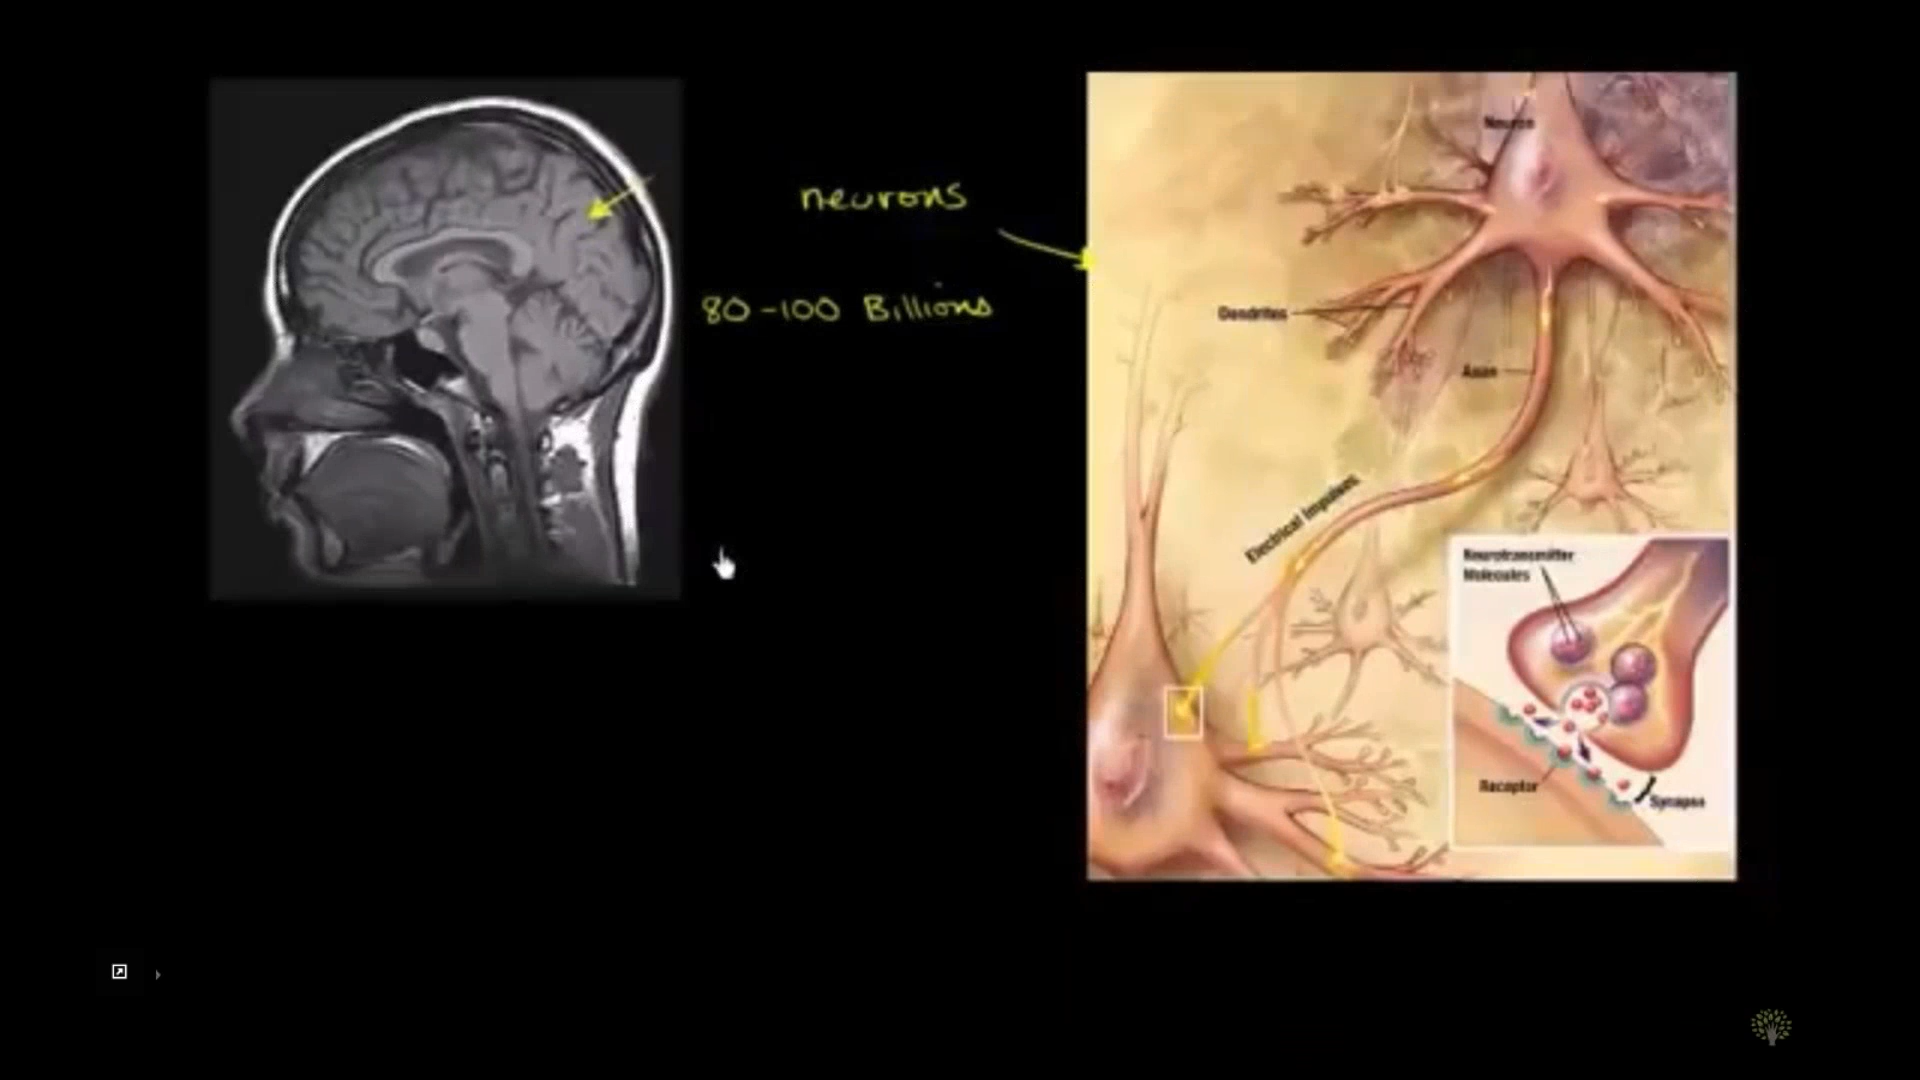 neurons
80-100 Billions
Neuron
Dendrites
Axon
Electrical Impulses
Neurotransmitter
Molecules
Receptor
Synapse